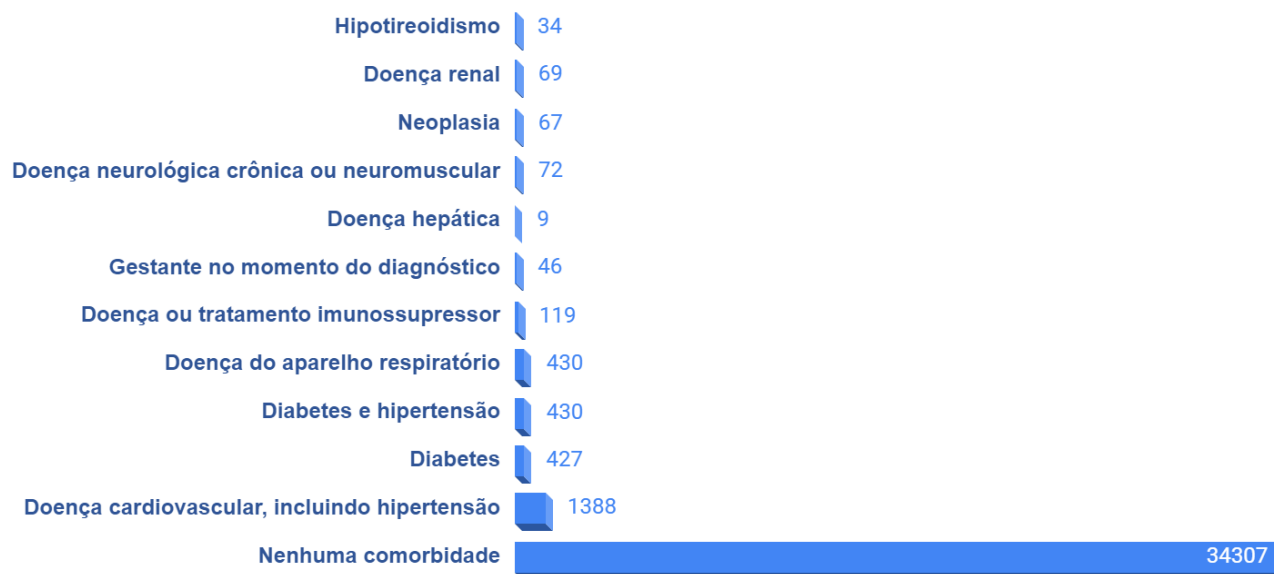 Hipotireoidismo 34
Doença renal 69
Neoplasia 67
Doença neurológica crônica ou neuromuscular 72
Doença hepática 9
Gestante no momento do diagnóstico 46
Doença ou tratamento imunossupressor 119
Doença do aparelho respiratório 430
Diabetes e hipertensão 430
Diabetes 427
Doença cardiovascular, incluindo hipertensão 1388
Nenhuma comorbidade 34307